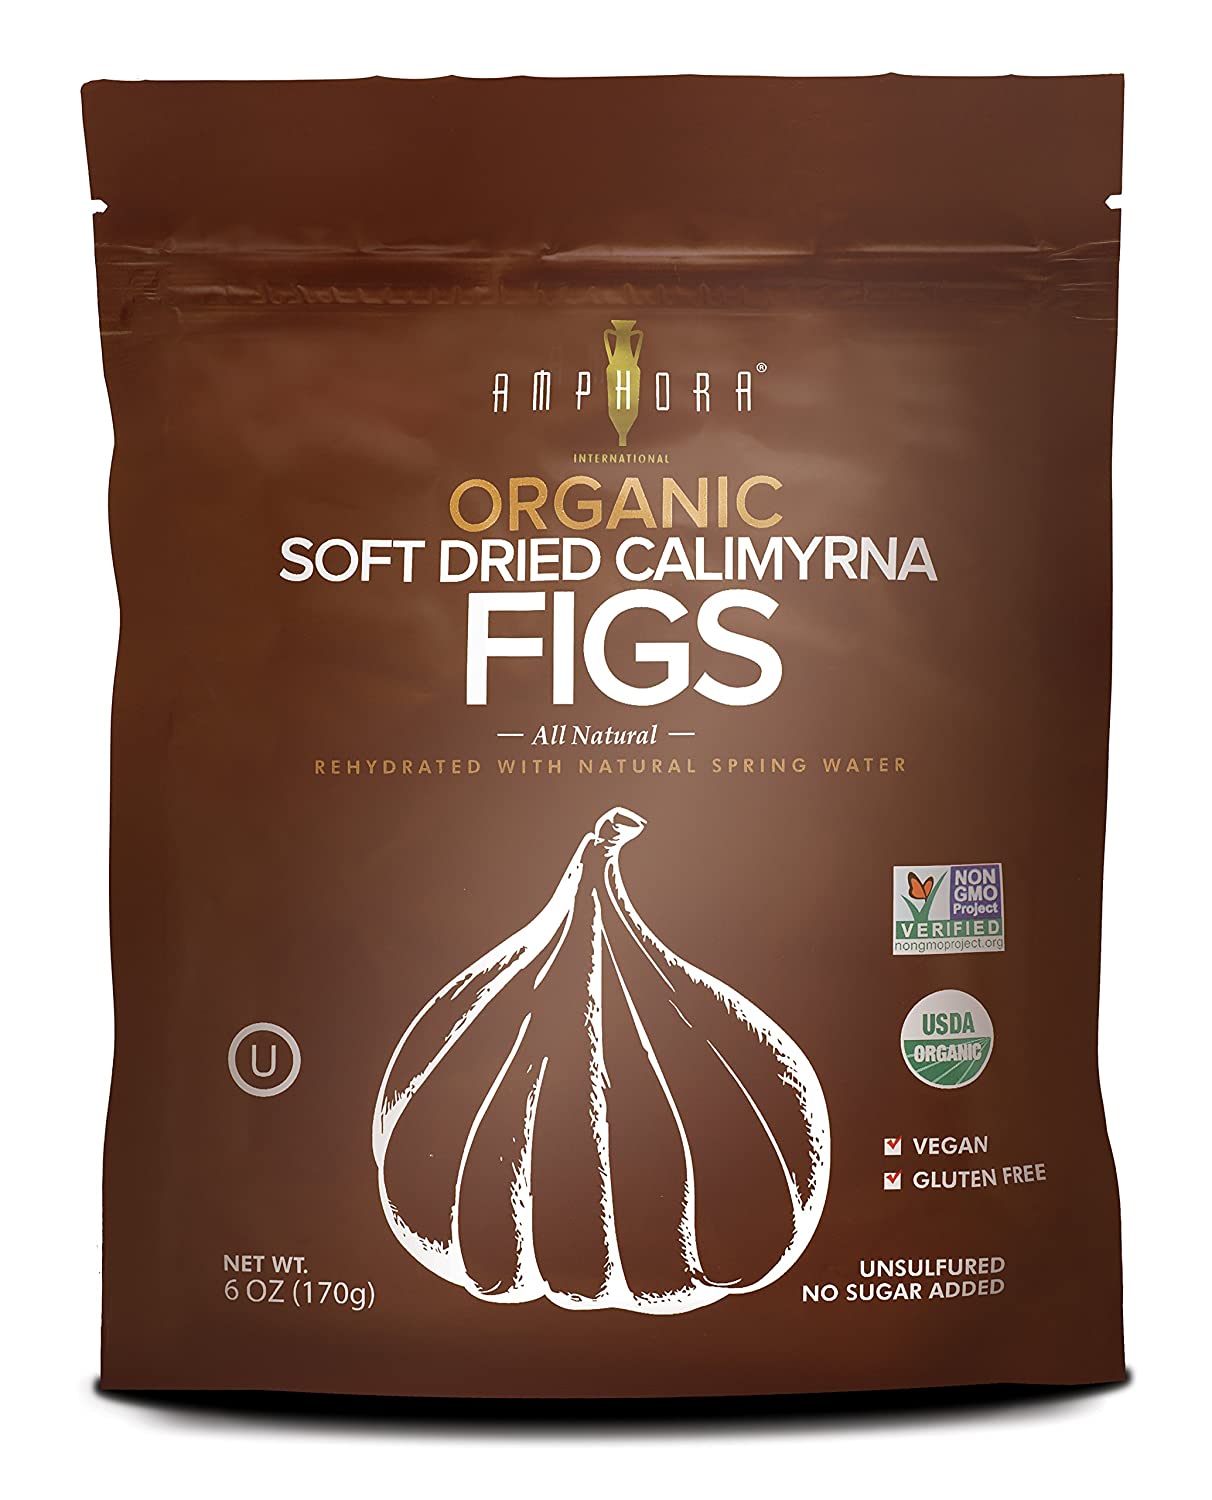 AMPHORA®
INTERNATIONAL
ORGANIC
SOFT DRIED CALIMYRNA
FIGS
— All Natural —
REHYDRATED WITH NATURAL SPRING WATER
NON
GMO
Project
VERIFIED
nongmoproject.org
USDA
ORGANIC
U
VEGAN
GLUTEN FREE
NET WT.
6 OZ (170g)
UNSULFURED
NO SUGAR ADDED